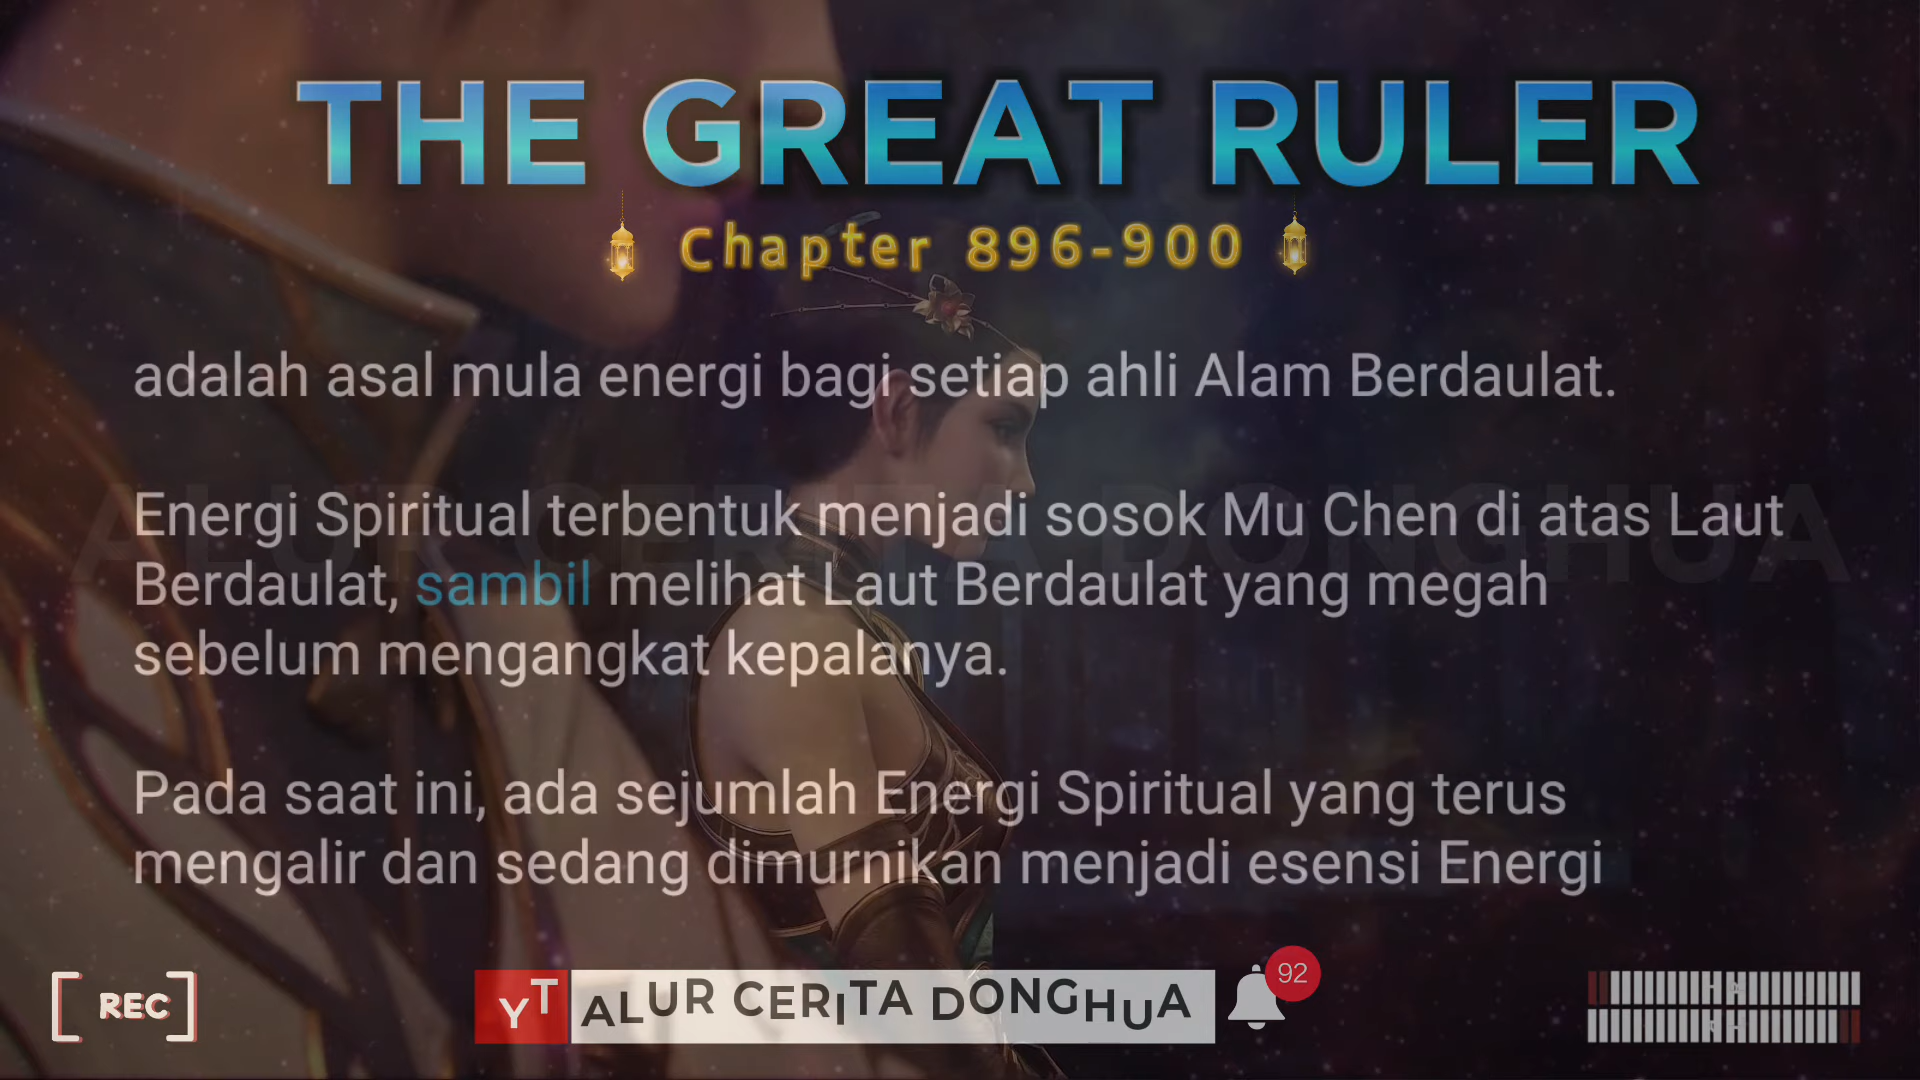 THE GREAT RULER
Chapter 896-900
adalah asal mula energi bagi setiap ahli Alam Berdaulat.
ALUR CERITA DONGHUA
Energi Spiritual terbentuk menjadi sosok Mu Chen di atas Laut
Berdaulat, sambil melihat Laut Berdaulat yang megah
sebelum mengangkat kepalanya.
Pada saat ini, ada sejumlah Energi Spiritual yang terus
mengalir dan sedang dimurnikan menjadi esensi Energi
REC
YT ALUR CERITA DONGHUA
92